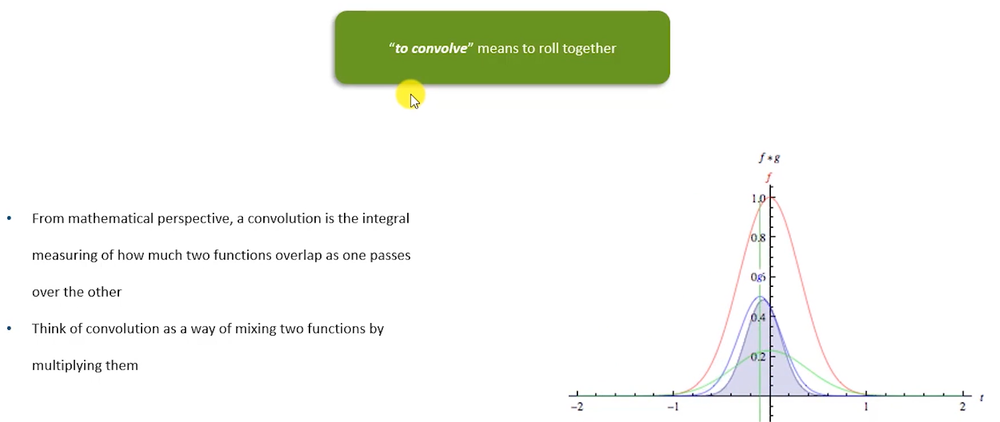 “to convolve” means to roll together
• From mathematical perspective, a convolution is the integral
measuring of how much two functions overlap as one passes
over the other
• Think of convolution as a way of mixing two functions by
multiplying them
f*g
f
1.0
0.8
0.6
g
0.4
0.2
-2
-1
1
2
t